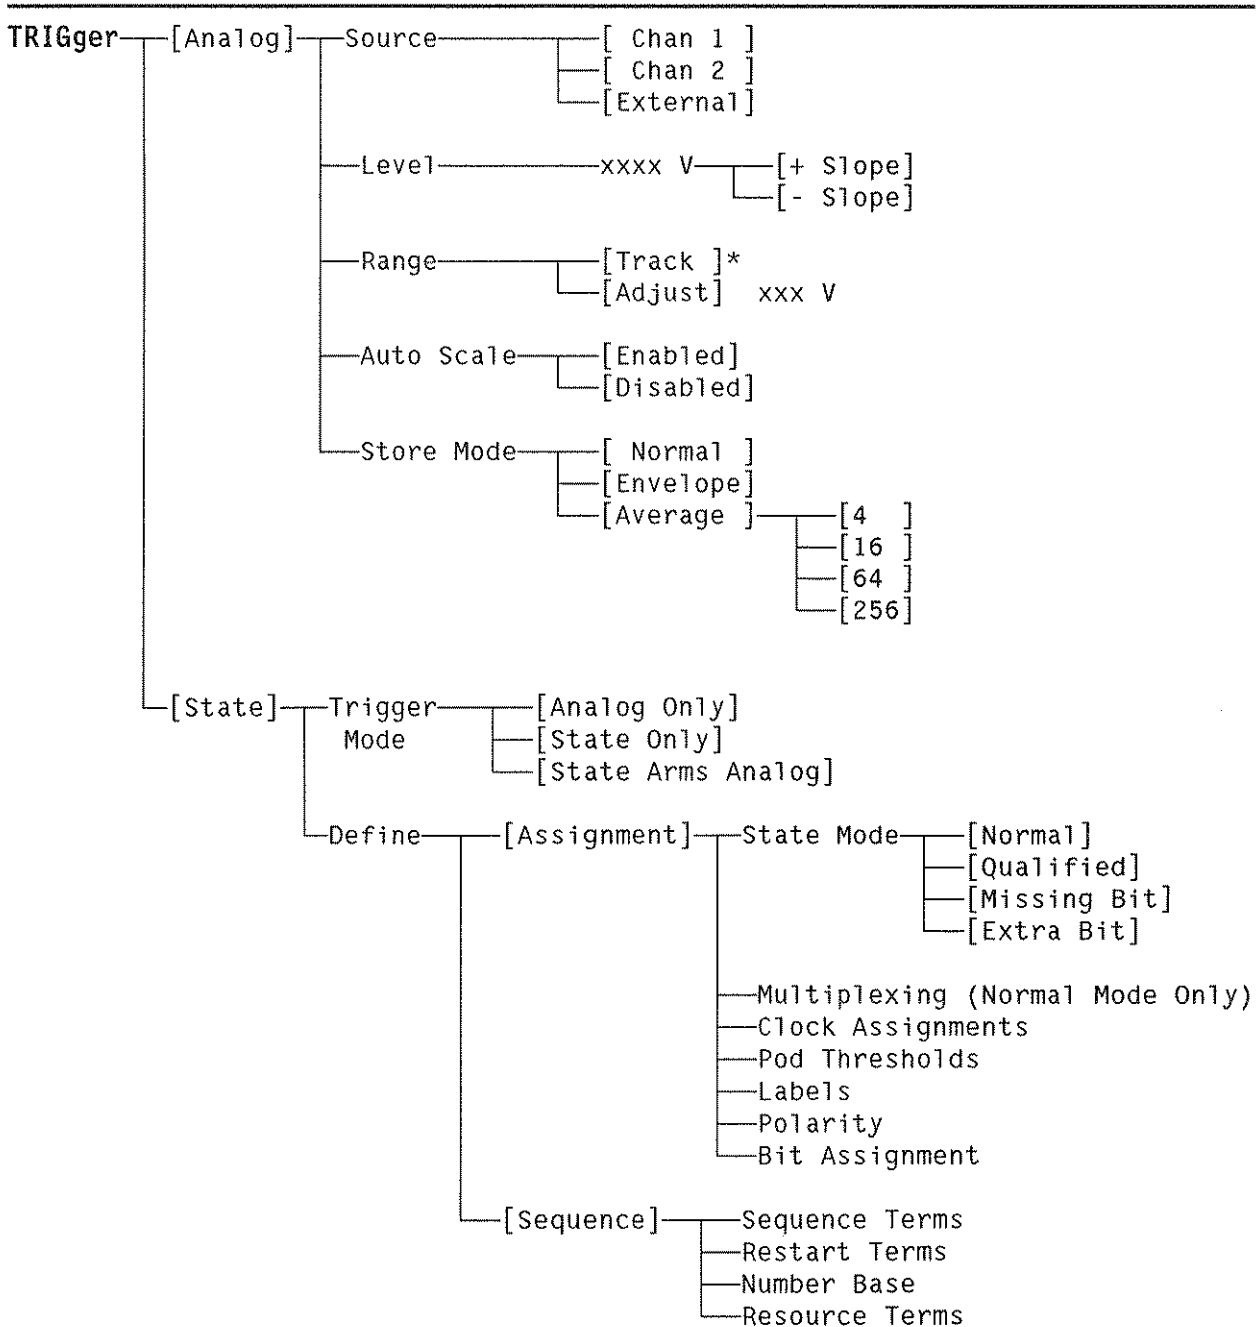 TRIGger [Analog] Source [ Chan 1 ]
[ Chan 2 ]
[External]
Level xxxx V [+ Slope]
[- Slope]
Range [Track ]*
[Adjust] xxx V
Auto Scale [Enabled]
[Disabled]
Store Mode [ Normal ]
[Envelope]
[Average ] [4 ]
[16 ]
[64 ]
[256]
[State] Trigger [Analog Only]
Mode [State Only]
[State Arms Analog]
Define [Assignment] State Mode [Normal]
[Qualified]
[Missing Bit]
[Extra Bit]
Multiplexing (Normal Mode Only)
Clock Assignments
Pod Thresholds
Labels
Polarity
Bit Assignment
[Sequence] Sequence Terms
Restart Terms
Number Base
Resource Terms